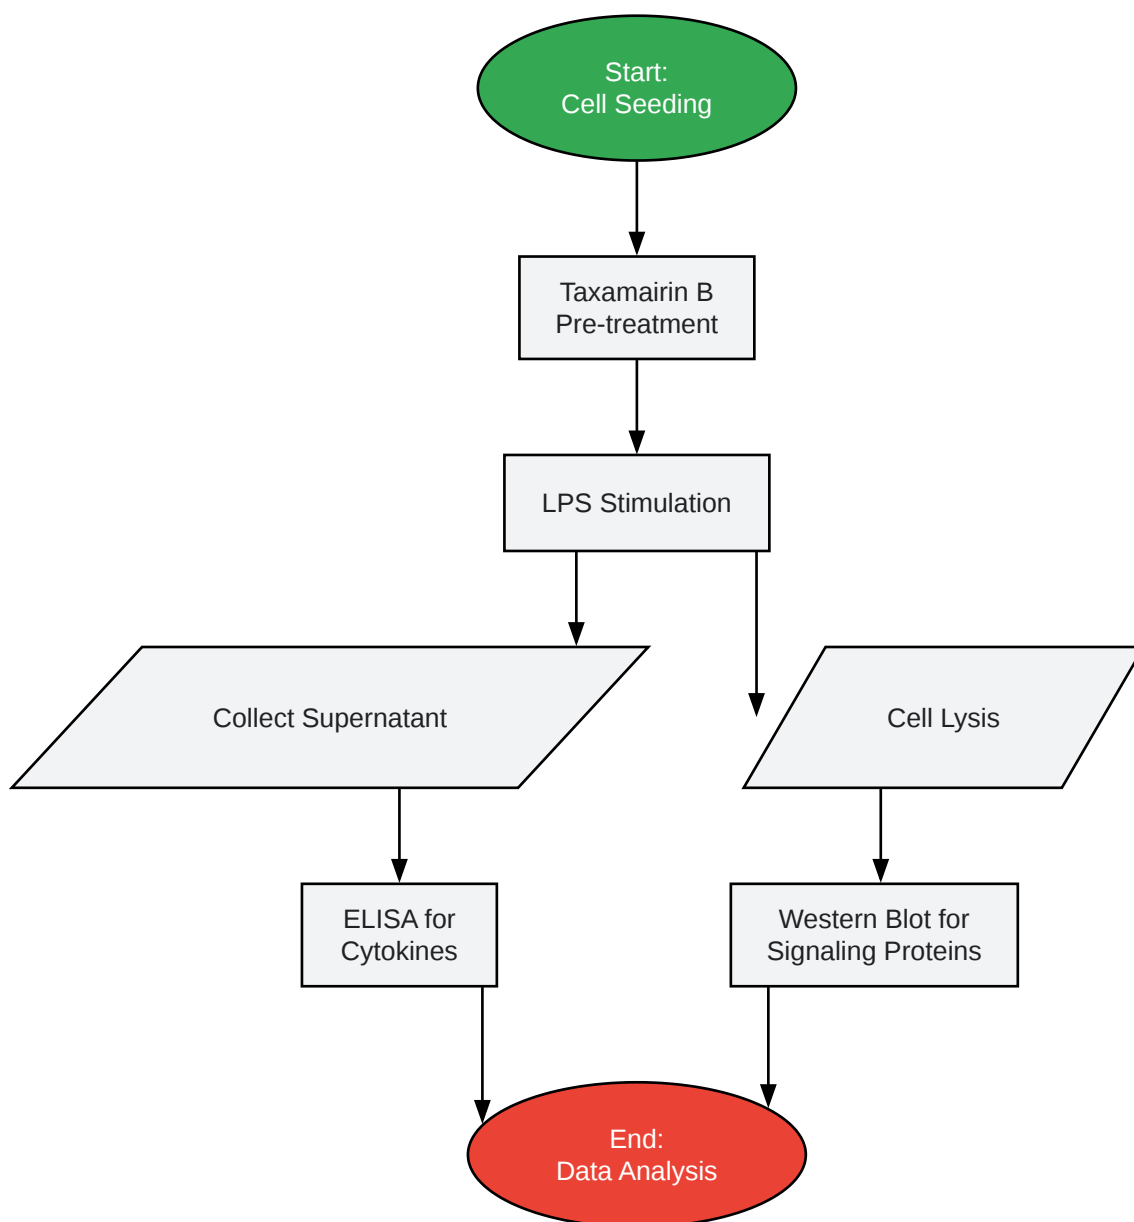 Start:
Cell Seeding
Taxamairin B
Pre-treatment
LPS Stimulation
Collect Supernatant
Cell Lysis
ELISA for
Cytokines
Western Blot for
Signaling Proteins
End:
Data Analysis